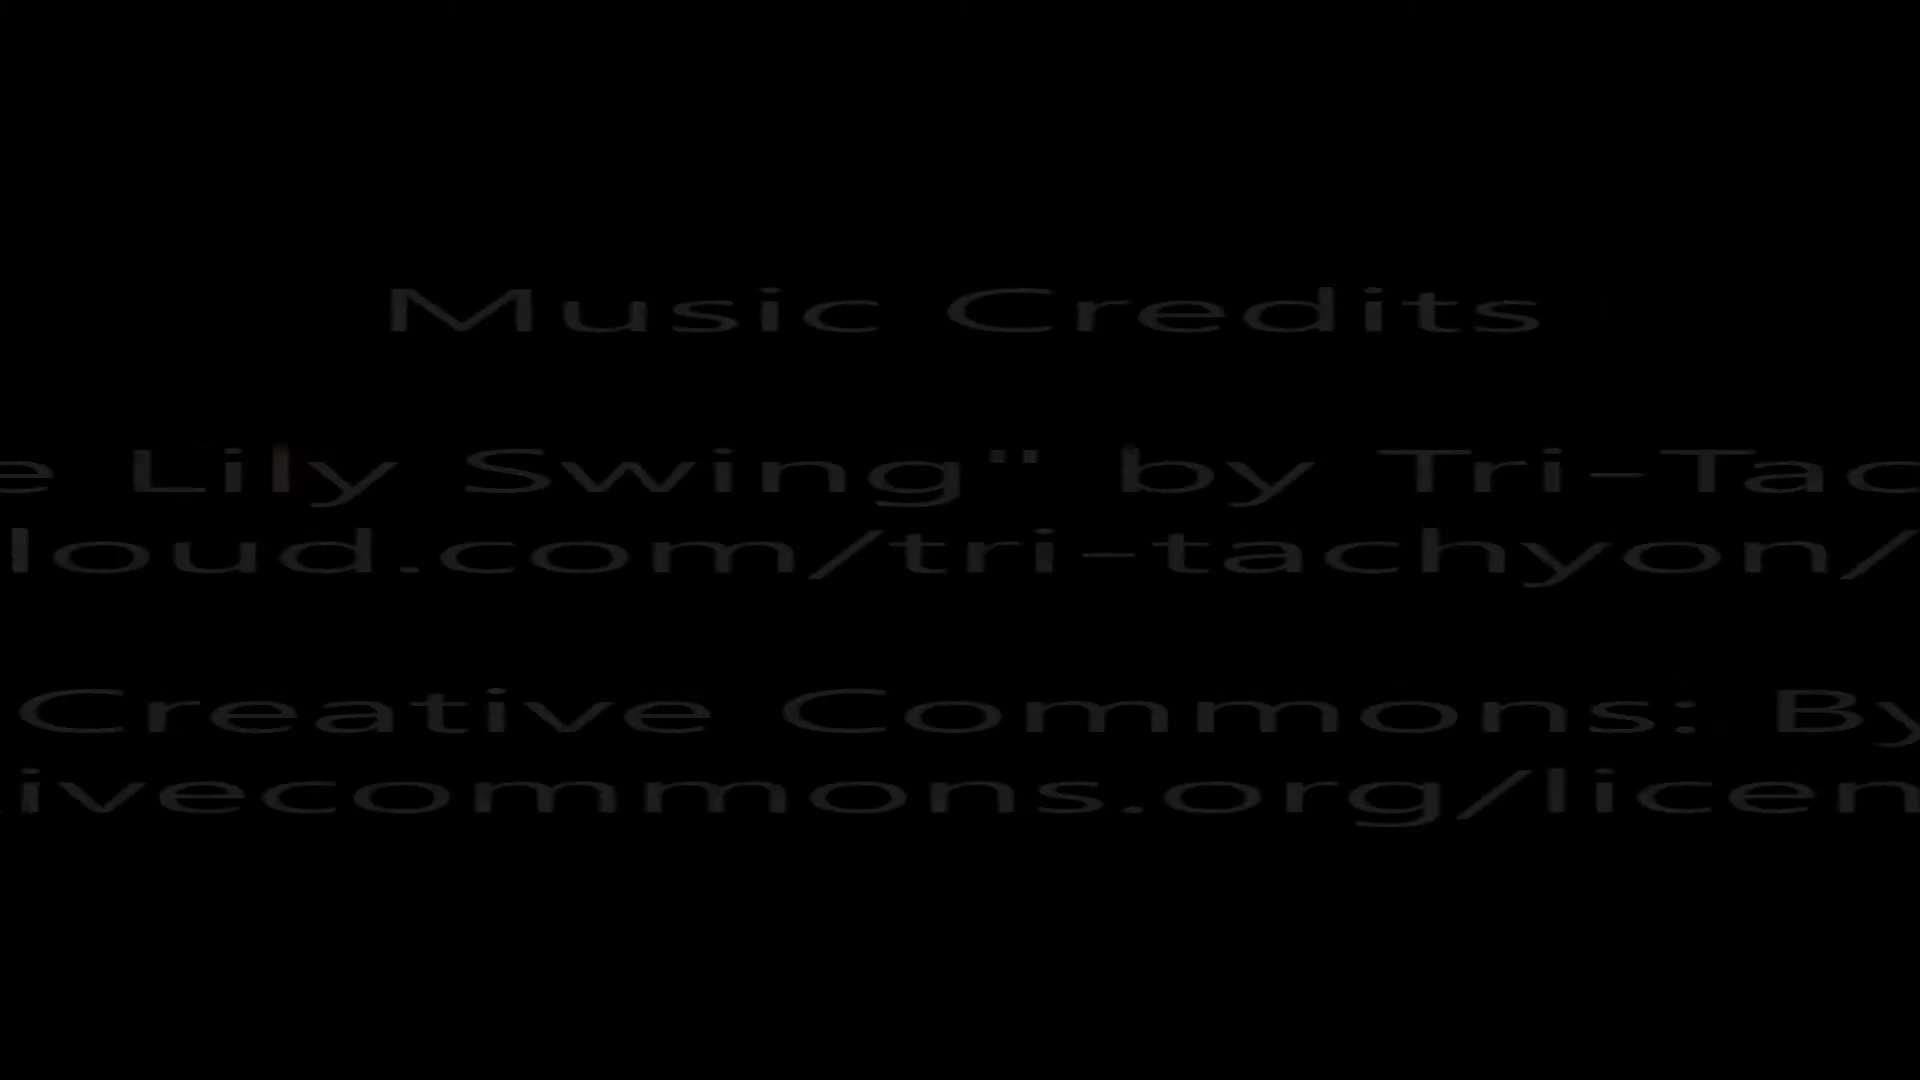 Music Credits
e Lily Swing" by Tri-Tac
loud.com/tri-tachyon/
Creative Commons: By
ivecommons.org/licen